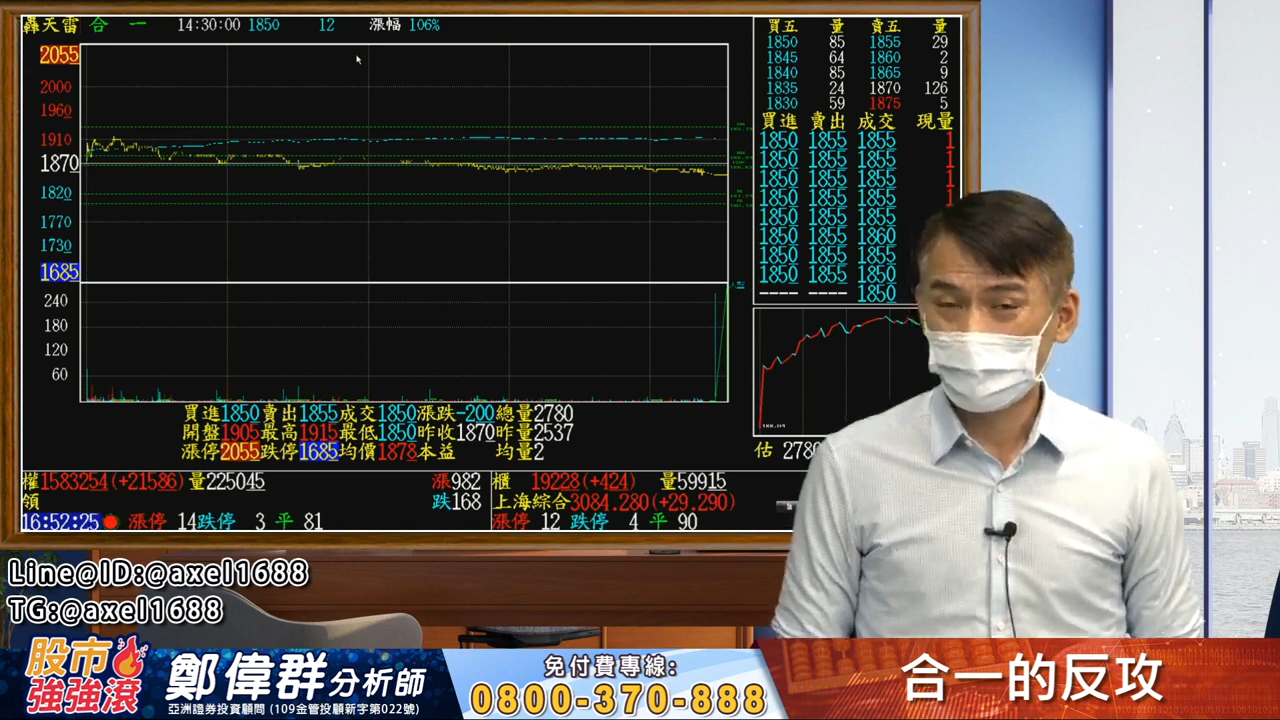 轟天雷 合一 14:30:00 1850 12 漲幅 106%
2055
2000
1960
1910
1870
1820
1770
1730
1685
240
180
120
60
買五 量 賣五 量
1850 85 1855 29
1845 64 1860 2
1840 85 1865 9
1835 24 1870 126
1830 59 1875 5
買進 賣出 成交 現量
1850 1855 1855 1
1850 1855 1855 1
1850 1855 1855 1
1850 1855 1855 1
1850 1855 1855
1850 1855 1860
1850 1855 1855
1850 1855 1850
---- ---- 1850
買進1850賣出1855成交1850漲跌-200總量2780
開盤1905最高1915最低1850昨收1870昨量2537
漲停2055跌停1685均價1878本益 均量2
估 2780
權1583254(+21586)量225045 漲982
領 跌168
16:52:25 漲停 14跌停 3 平 81
櫃 19228(+424) 量59915
上海綜合3084.280(+29.290)
漲停 12 跌停 4 平 90
Line@ID:@axel1688
TG:@axel1688
股市
強強滾
鄭偉群分析師
亞洲證券投資顧問 (109金管投顧新字第022號)
免付費專線:
0800-370-888
合一的反攻